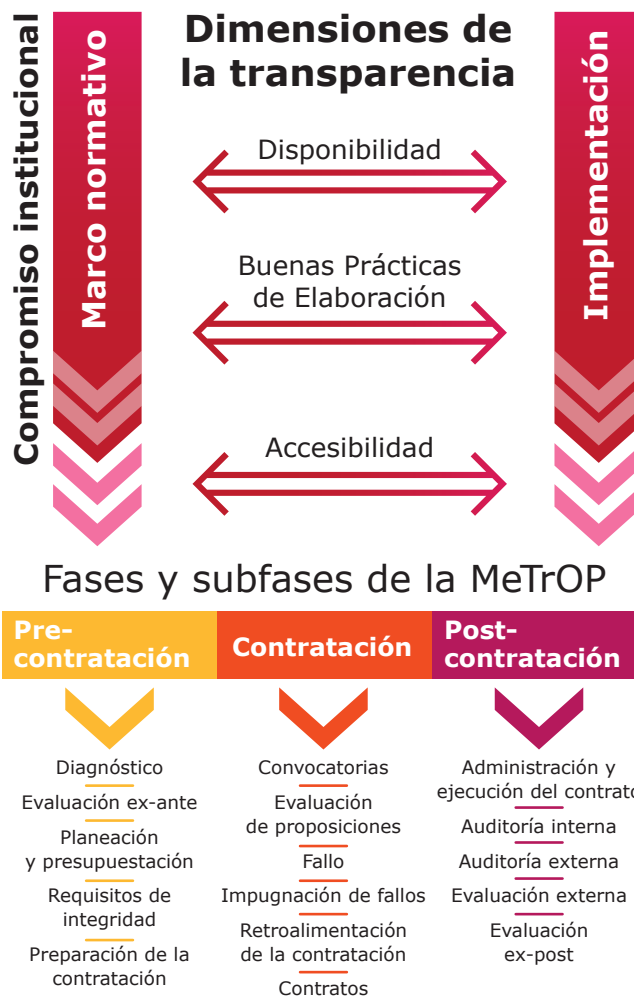 Compromiso institucional
Marco normativo
Dimensiones de
la transparencia
Disponibilidad
Buenas Prácticas
de Elaboración
Accesibilidad
Implementación
Fases y subfases de la MeTrOP
Pre-
contratación
Contratación
Post-
contratación
Diagnóstico
Evaluación ex-ante
Planeación
y presupuestación
Requisitos de
integridad
Preparación de la
contratación
Convocatorias
Evaluación
de proposiciones
Fallo
Impugnación de fallos
Retroalimentación
de la contratación
Contratos
Administración y
ejecución del contrato
Auditoría interna
Auditoría externa
Evaluación externa
Evaluación
ex-post